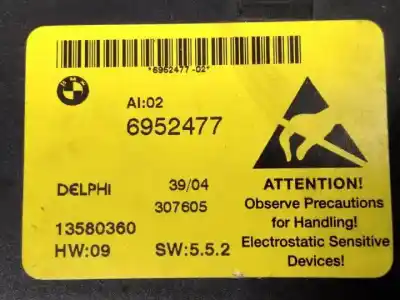 *6952477-02*
BMW
AI:02
6952477
DELPHI 39/04
307605
13580360
HW:09 SW:5.5.2
ATTENTION!
Observe Precautions
for Handling!
Electrostatic Sensitive
Devices!